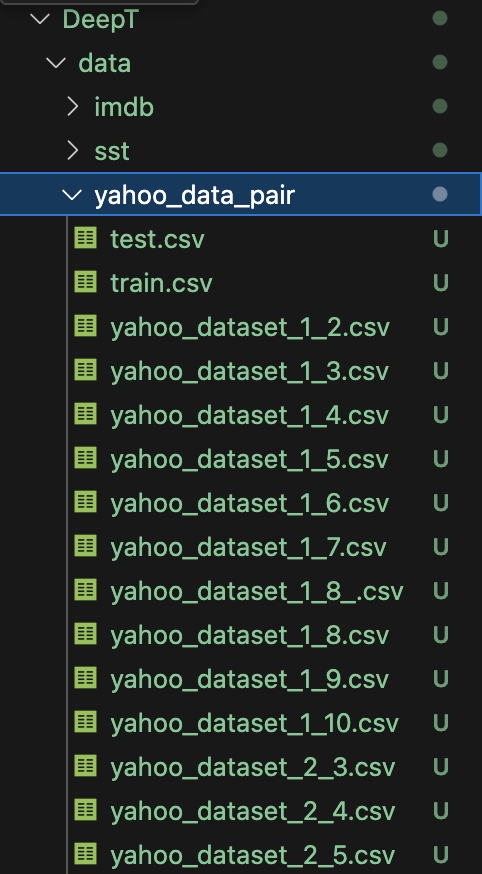 DeepT
data
imdb
sst
yahoo_data_pair
test.csv U
train.csv U
yahoo_dataset_1_2.csv U
yahoo_dataset_1_3.csv U
yahoo_dataset_1_4.csv U
yahoo_dataset_1_5.csv U
yahoo_dataset_1_6.csv U
yahoo_dataset_1_7.csv U
yahoo_dataset_1_8_.csv U
yahoo_dataset_1_8.csv U
yahoo_dataset_1_9.csv U
yahoo_dataset_1_10.csv U
yahoo_dataset_2_3.csv U
yahoo_dataset_2_4.csv U
yahoo_dataset_2_5.csv U